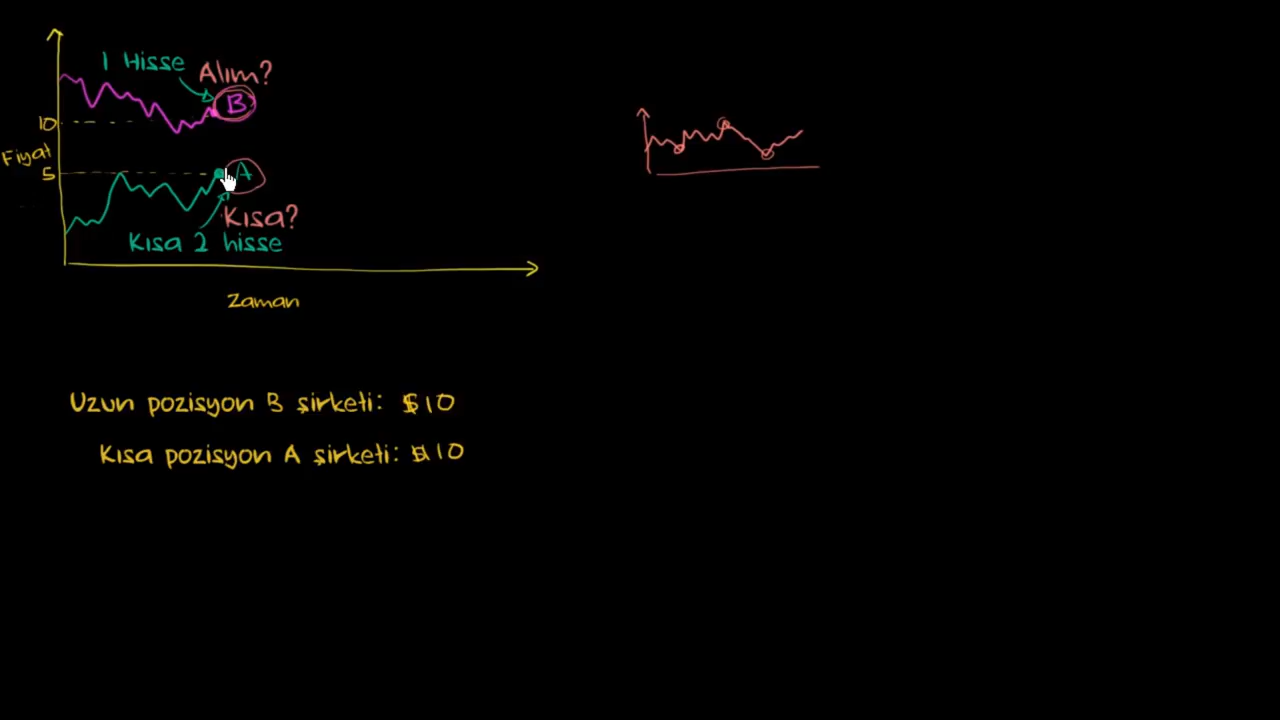 1 Hisse
Alım?
B
10
Fiyat
5
A
Kısa?
Kısa 2 hisse
Zaman
Uzun pozisyon B şirketi: $10
Kısa pozisyon A şirketi: $10